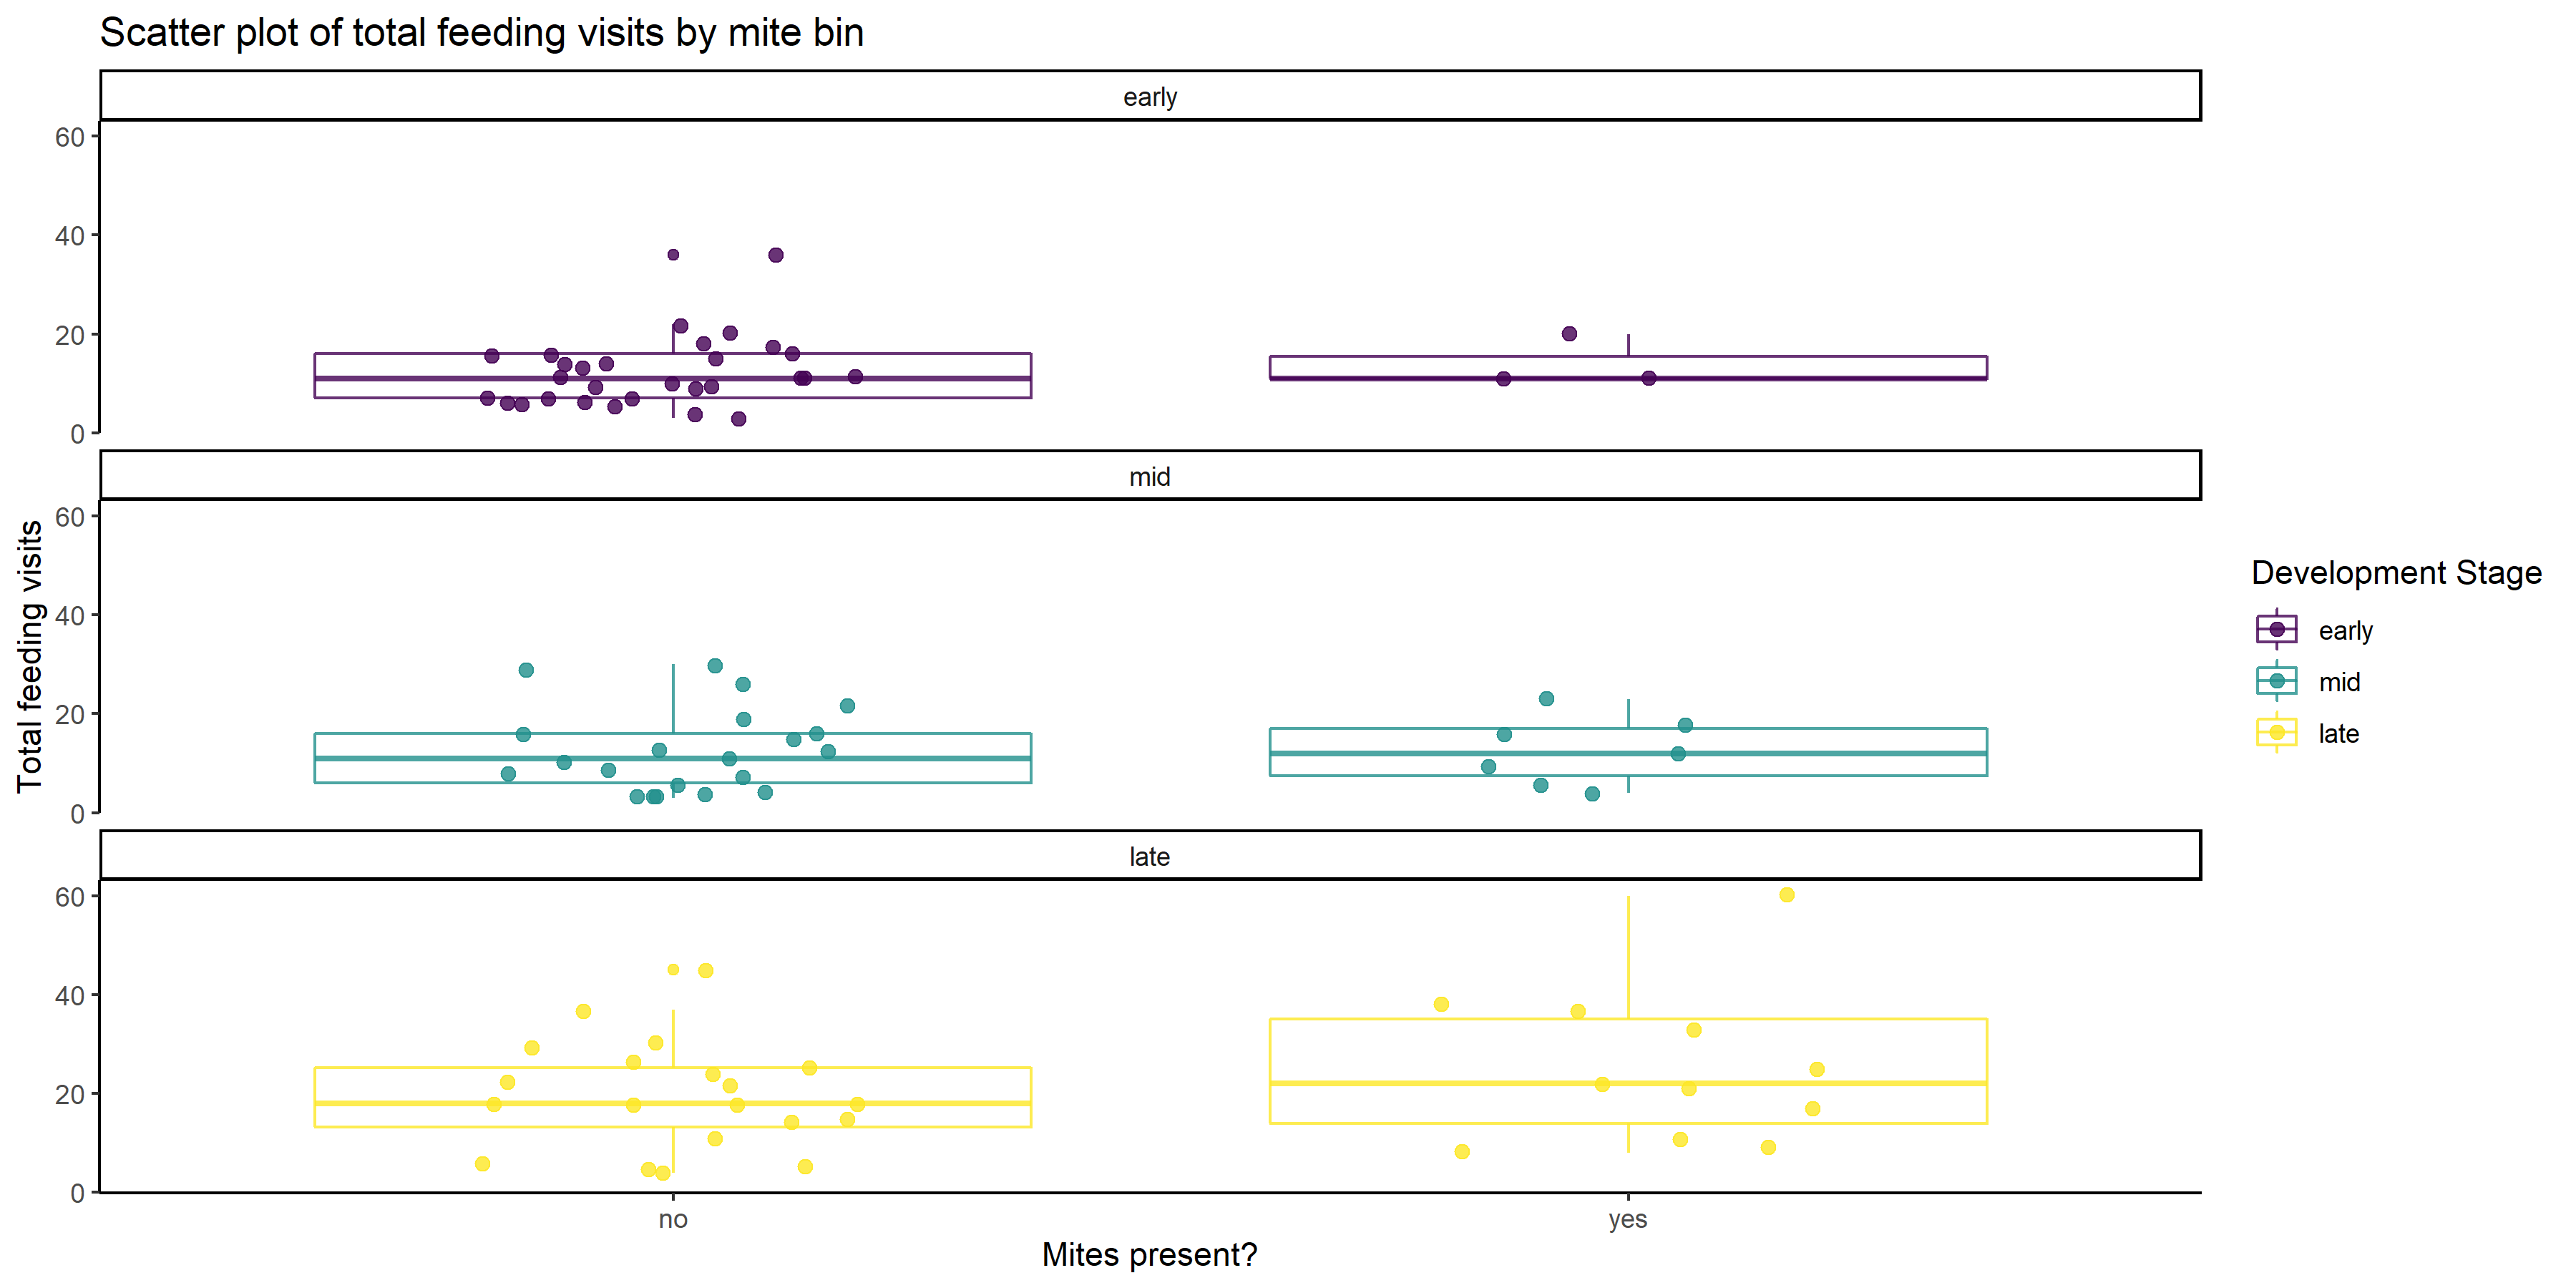 Scatter plot of total feeding visits by mite bin
early
60
40
20
0
mid
60
40
20
0
late
60
40
20
0
Total feeding visits
no
yes
Mites present?
Development Stage
early
mid
late